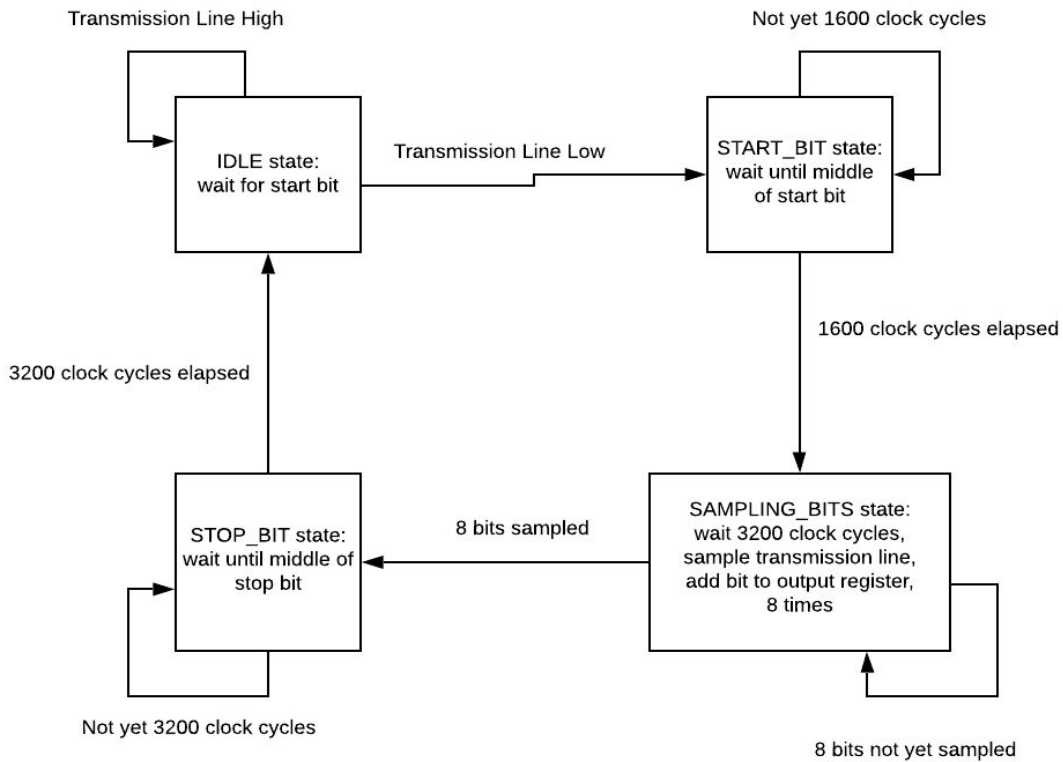 Transmission Line High
Not yet 1600 clock cycles
IDLE state:
wait for start bit
Transmission Line Low
START_BIT state:
wait until middle
of start bit
1600 clock cycles elapsed
3200 clock cycles elapsed
STOP_BIT state:
wait until middle of
stop bit
8 bits sampled
SAMPLING_BITS state:
wait 3200 clock cycles,
sample transmission line,
add bit to output register,
8 times
Not yet 3200 clock cycles
8 bits not yet sampled